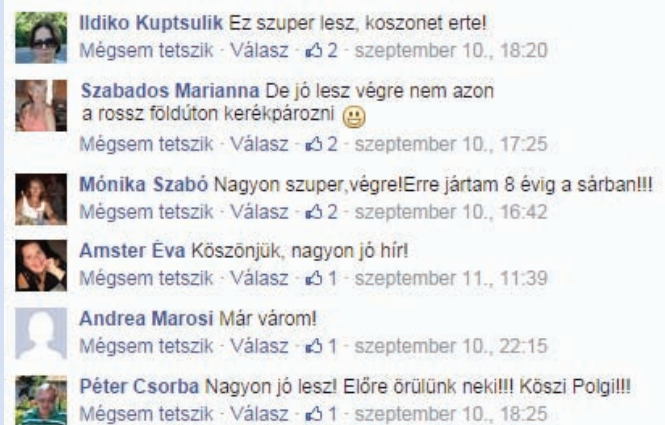 Ildiko Kuptsulik Ez szuper lesz, koszonet erte!
Mégsem tetszik · Válasz · 2 · szeptember 10., 18:20
Szabados Marianna De jó lesz végre nem azon
a rossz földúton kerékpározni
Mégsem tetszik · Válasz · 2 · szeptember 10., 17:25
Mónika Szabó Nagyon szuper,végre!Erre jártam 8 évig a sárban!!!
Mégsem tetszik · Válasz · 2 · szeptember 10., 16:42
Amster Éva Köszönjük, nagyon jó hír!
Mégsem tetszik · Válasz · 1 · szeptember 11., 11:39
Andrea Marosi Már várom!
Mégsem tetszik · Válasz · 1 · szeptember 10., 22:15
Péter Csorba Nagyon jó lesz! Előre örülünk neki!!! Köszi Polgi!!!
Mégsem tetszik · Válasz · 1 · szeptember 10., 18:25